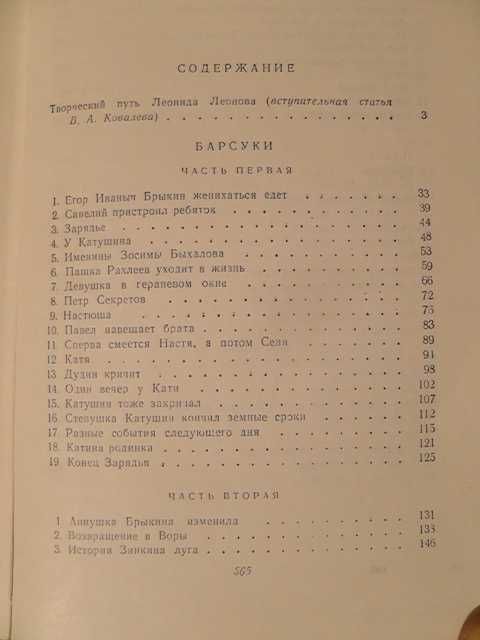 СОДЕРЖАНИЕ
Творческий путь Леонида Леонова (вступительная статья
В. А. Ковалева) . . . . . . . . . . . . . . . . 3
БАРСУКИ
ЧАСТЬ ПЕРВАЯ
1. Егор Иваныч Брыкин жениххаться едет . . . . . . 33
2. Савелий пристроил ребяток . . . . . . . . . . 39
3. Зарядье . . . . . . . . . . . . . . . . 44
4. У Катушина . . . . . . . . . . . . . . 48
5. Именины Зосимы Быхалова . . . . . . . . . . 53
6. Пашка Рахлеев уходит в жизнь . . . . . . . . . 59
7. Девушка в гераневом окне . . . . . . . . . . 66
8. Петр Секретов . . . . . . . . . . . . . 72
9. Настюша . . . . . . . . . . . . . . 78
10. Павел навещает брата . . . . . . . . . . . 83
11. Сперва смеется Настя, а потом Сеня . . . . . . . 89
12 Катя . . . . . . . . . . . . . . . . 94
13. Дудин кричит . . . . . . . . . . . . . 98
14. Один вечер у Кати . . . . . . . . . . . 102
15. Катушин тоже закричал . . . . . . . . . . . 107
16. Степушка Катушин кончил земные сроки . . . . . . 112
17. Разные события следующего дня . . . . . . . . 115
18. Катина родинка . . . . . . . . . . . . . 121
19. Конец Зарядья . . . . . . . . . . . . . 125
ЧАСТЬ ВТОРАЯ
1 Аннушка Брыкина изменила . . . . . . . . . 131
2. Возвращение в Воры . . . . . . . . . . . 138
3. История Зинкина луга . . . . . . . . . . . 146
565